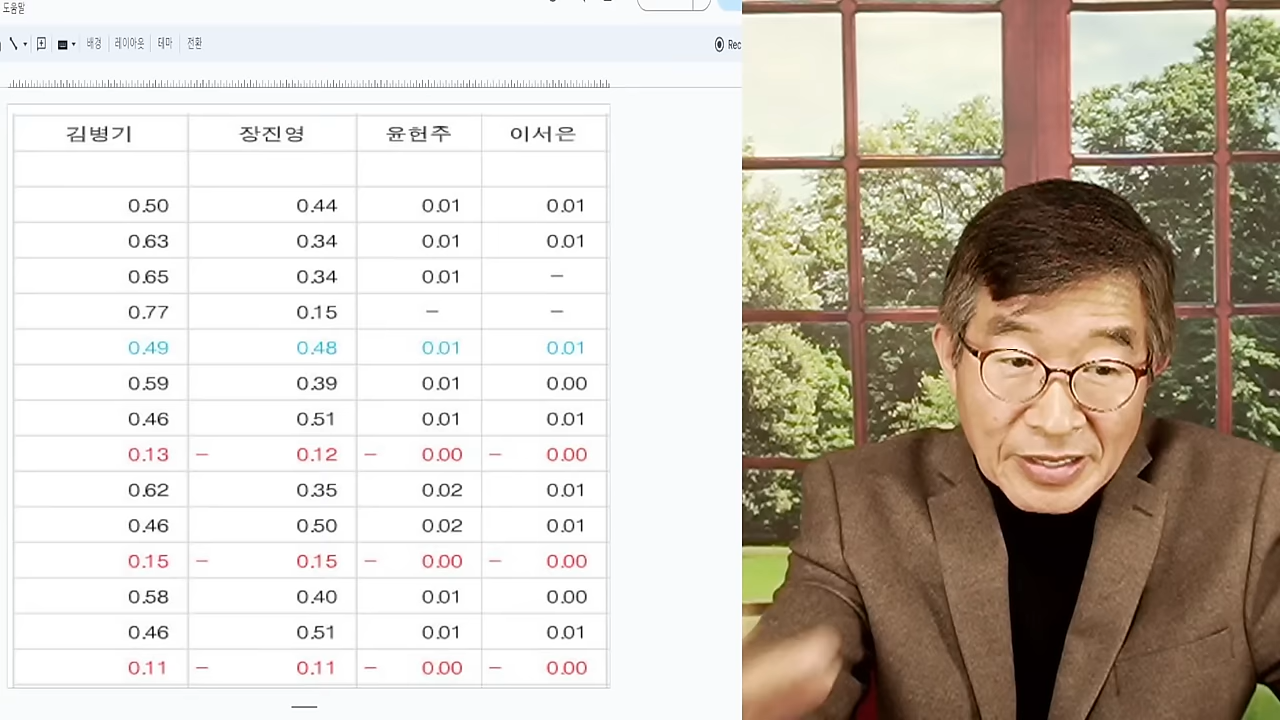 도움말
배경 레이아웃 테마 전환
Rec
김병기 장진영 윤헌주 이서은
0.50 0.44 0.01 0.01
0.63 0.34 0.01 0.01
0.65 0.34 0.01 –
0.77 0.15 – –
0.49 0.48 0.01 0.01
0.59 0.39 0.01 0.00
0.46 0.51 0.01 0.01
0.13 – 0.12 – 0.00 – 0.00
0.62 0.35 0.02 0.01
0.46 0.50 0.02 0.01
0.15 – 0.15 – 0.00 – 0.00
0.58 0.40 0.01 0.00
0.46 0.51 0.01 0.01
0.11 – 0.11 – 0.00 – 0.00